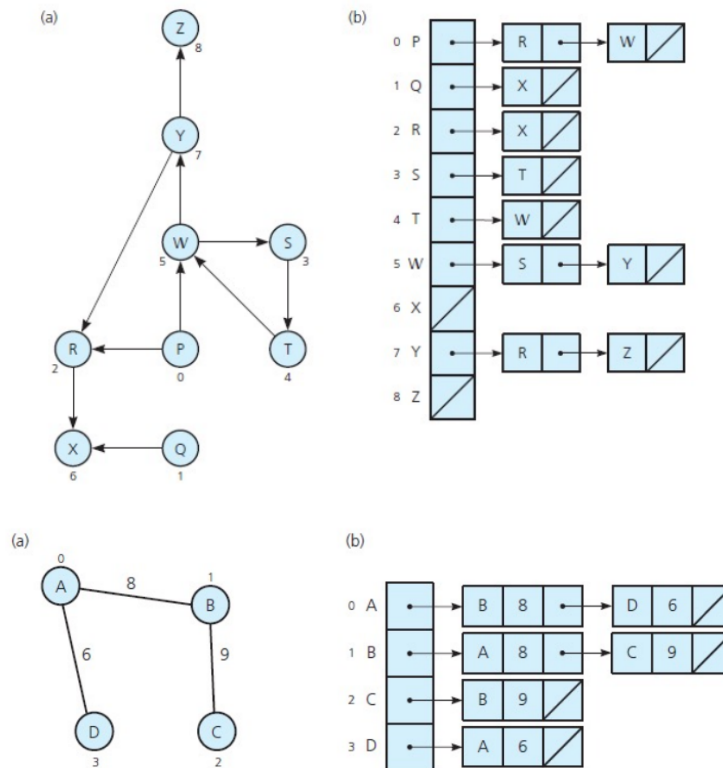 (a)
Z
8
Y
7
W
5
S
3
R
2
P
0
T
4
X
6
Q
1
(b)
0 P R W
1 Q X
2 R X
3 S T
4 T W
5 W S Y
6 X
7 Y R Z
8 Z
(a)
0
A
8
1
B
6
9
D
3
C
2
(b)
0 A B 8 D 6
1 B A 8 C 9
2 C B 9
3 D A 6